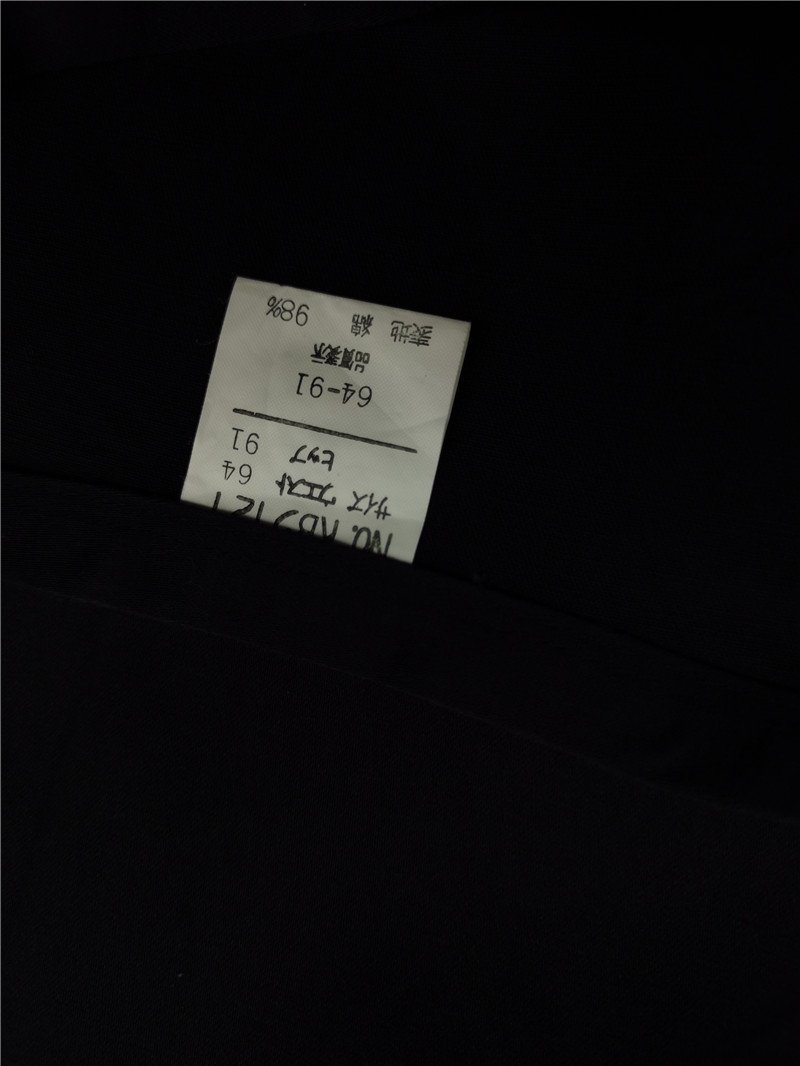 サイズ ウエスト 64
ヒップ 91
64-91
品質表示
表地 綿 98%